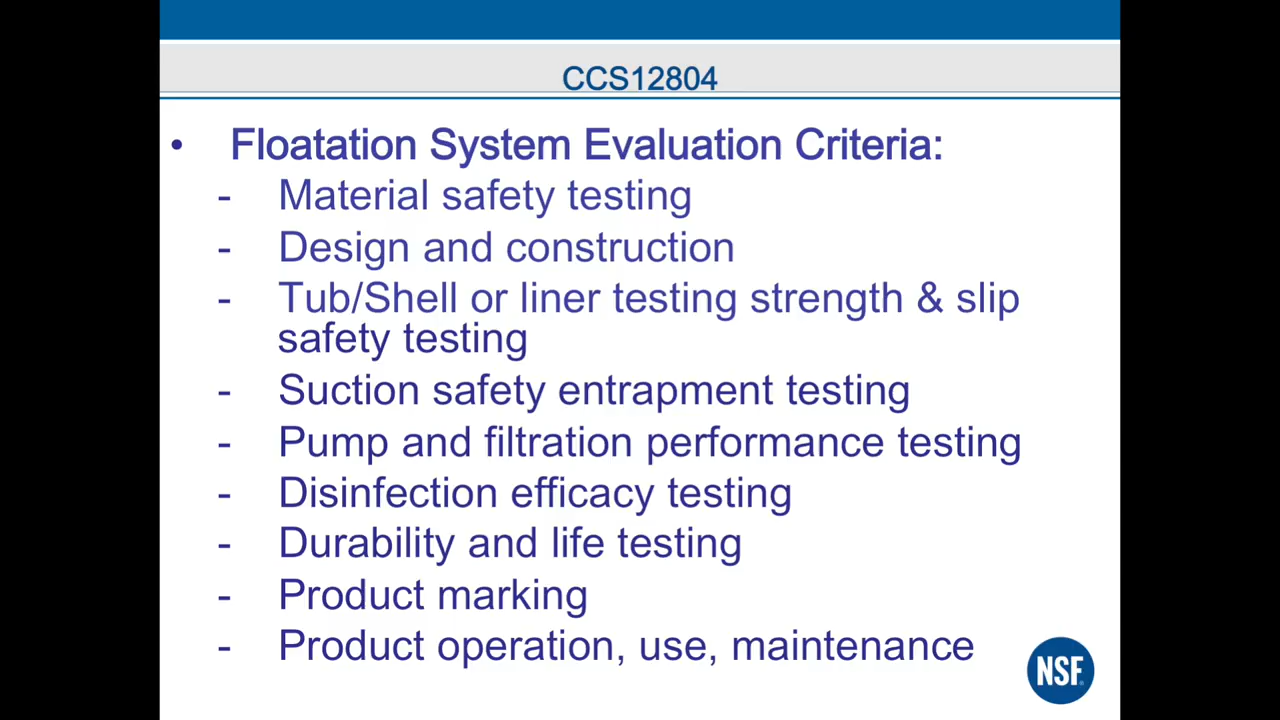 CCS12804
• Floatation System Evaluation Criteria:
- Material safety testing
- Design and construction
- Tub/Shell or liner testing strength & slip
safety testing
- Suction safety entrapment testing
- Pump and filtration performance testing
- Disinfection efficacy testing
- Durability and life testing
- Product marking
- Product operation, use, maintenance
NSF®